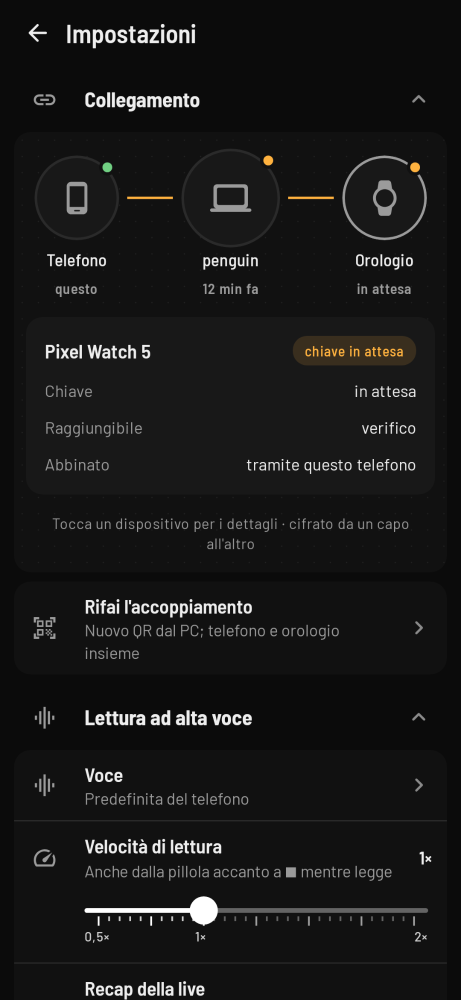 Impostazioni
Collegamento
Telefono
penguin
Orologio
questo
12 min fa
in attesa
Pixel Watch 5
chiave in attesa
Chiave
in attesa
Raggiungibile
verifico
Abbinato
tramite questo telefono
Tocca un dispositivo per i dettagli · cifrato da un capo
all'altro
Rifai l'accoppiamento
Nuovo QR dal PC; telefono e orologio
insieme
Lettura ad alta voce
Voce
Predefinita del telefono
Velocità di lettura
1×
Anche dalla pillola accanto a ■ mentre legge
0,5×
1×
2×
Recap della live